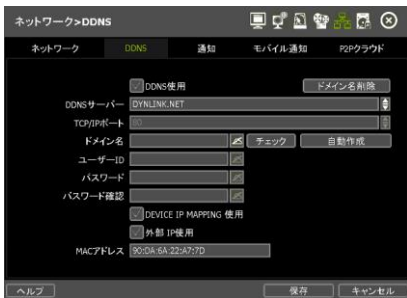 ネットワーク>DDNS
ネットワーク DDNS 通知 モバイル通知 P2Pクラウド
DDNS使用 ドメイン名削除
DDNSサーバー DYNLINK.NET
TCP/IPポート 80
ドメイン名 チェック 自動作成
ユーザーID
パスワード
パスワード確認
DEVICE IP MAPPING 使用
外部 IP使用
MACアドレス 90:DA:6A:22:A7:7D
ヘルプ 保存 キャンセル